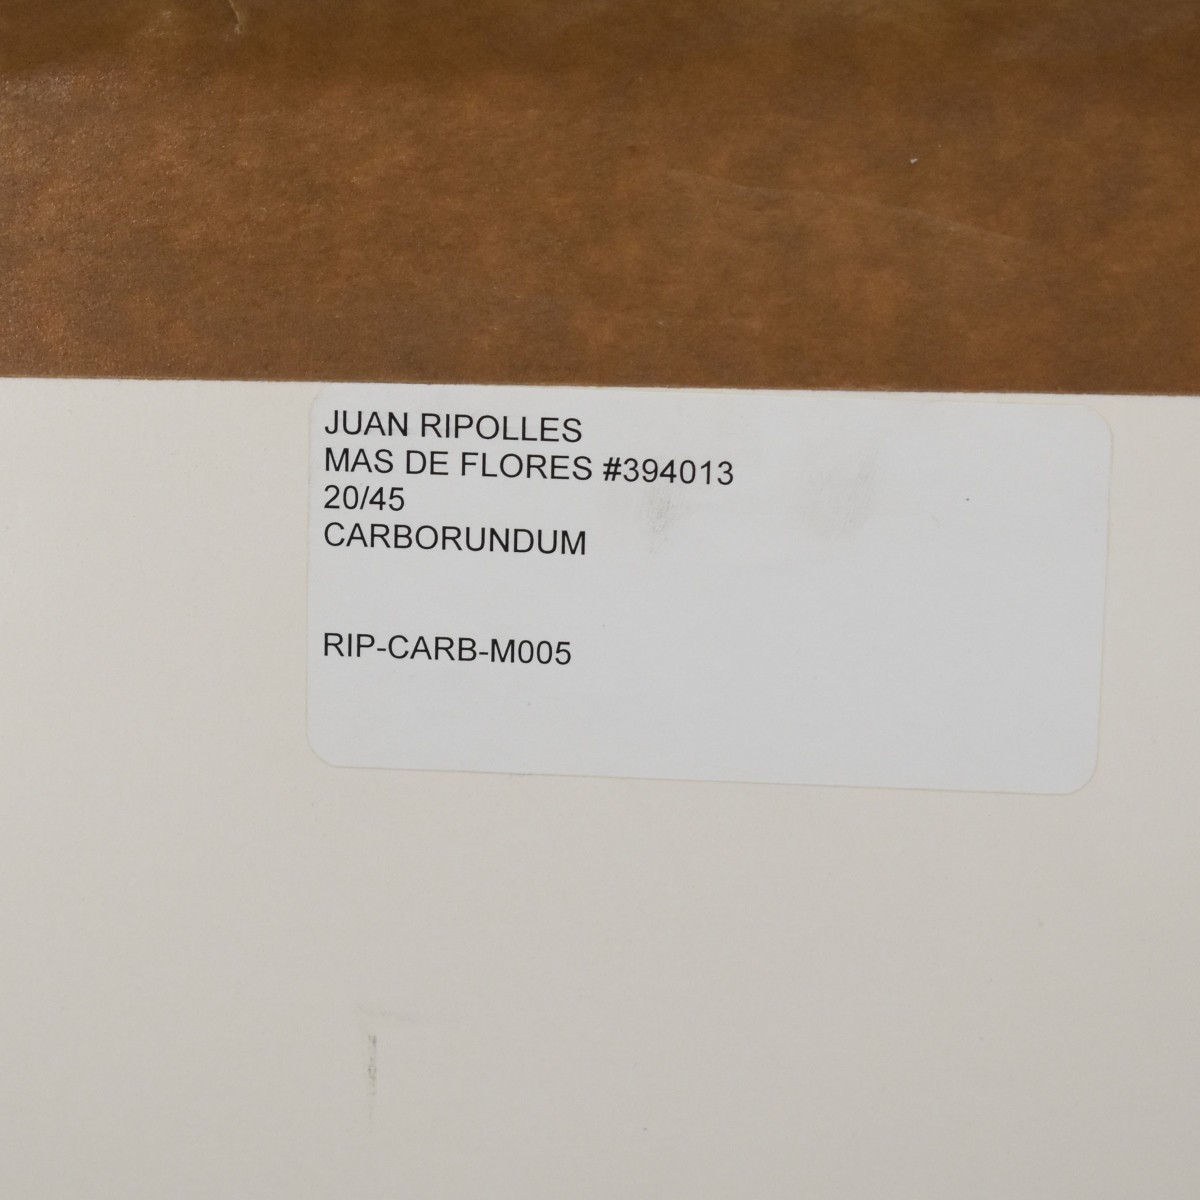 JUAN RIPOLLES
MAS DE FLORES #394013
20/45
CARBORUNDUM
RIP-CARB-M005